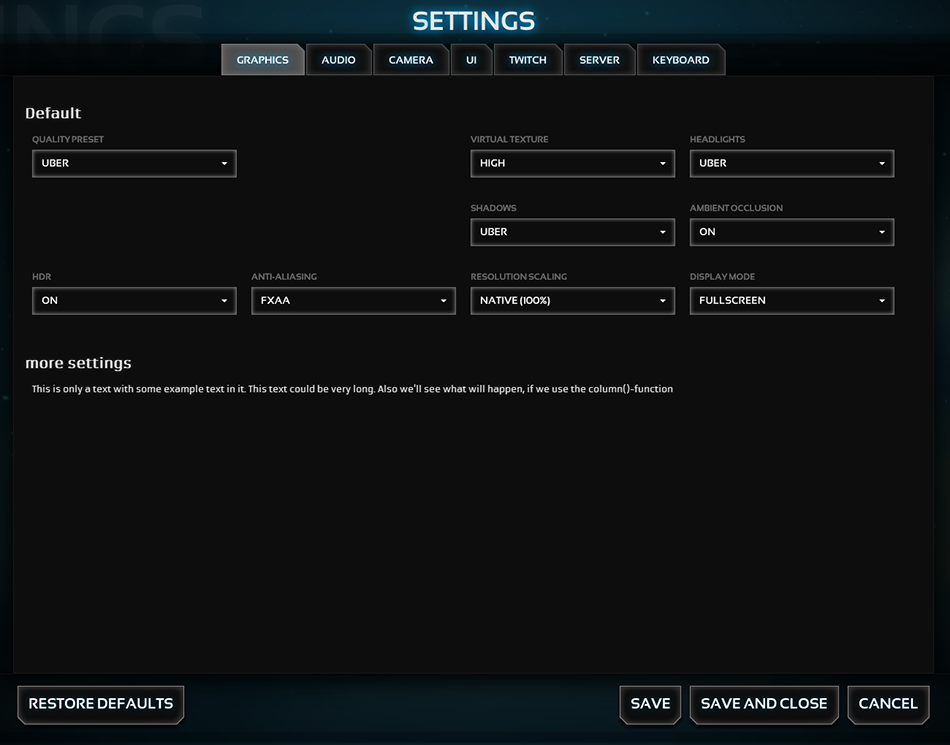 SETTINGS
GRAPHICS AUDIO CAMERA UI TWITCH SERVER KEYBOARD
Default
QUALITY PRESET VIRTUAL TEXTURE HEADLIGHTS
UBER HIGH UBER
SHADOWS AMBIENT OCCLUSION
UBER ON
HDR ANTI-ALIASING RESOLUTION SCALING DISPLAY MODE
ON FXAA NATIVE (100%) FULLSCREEN
more settings
This is only a text with some example text in it. This text could be very long. Also we'll see what will happen, if we use the column()-function
RESTORE DEFAULTS SAVE SAVE AND CLOSE CANCEL